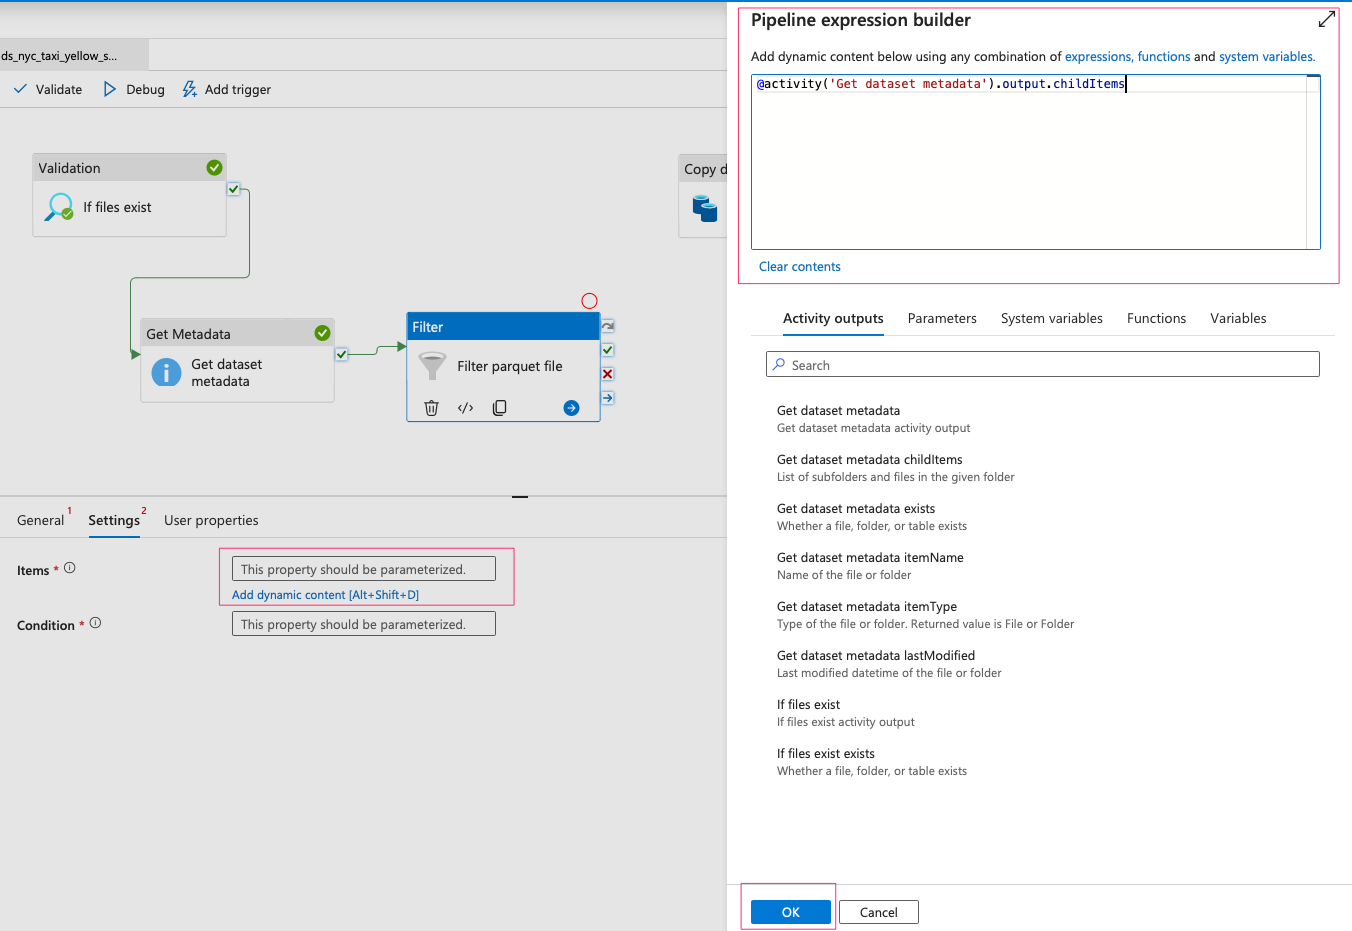 ds_nyc_taxi_yellow_s...
Validate Debug Add trigger
Validation
If files exist
Get Metadata
Get dataset
metadata
Filter
Filter parquet file
Copy d
General 1 Settings 2 User properties
Items * This property should be parameterized.
Add dynamic content [Alt+Shift+D]
Condition * This property should be parameterized.
Pipeline expression builder
Add dynamic content below using any combination of expressions, functions and system variables.
@activity('Get dataset metadata').output.childItems
Clear contents
Activity outputs Parameters System variables Functions Variables
Search
Get dataset metadata
Get dataset metadata activity output
Get dataset metadata childItems
List of subfolders and files in the given folder
Get dataset metadata exists
Whether a file, folder, or table exists
Get dataset metadata itemName
Name of the file or folder
Get dataset metadata itemType
Type of the file or folder. Returned value is File or Folder
Get dataset metadata lastModified
Last modified datetime of the file or folder
If files exist
If files exist activity output
If files exist exists
Whether a file, folder, or table exists
OK Cancel